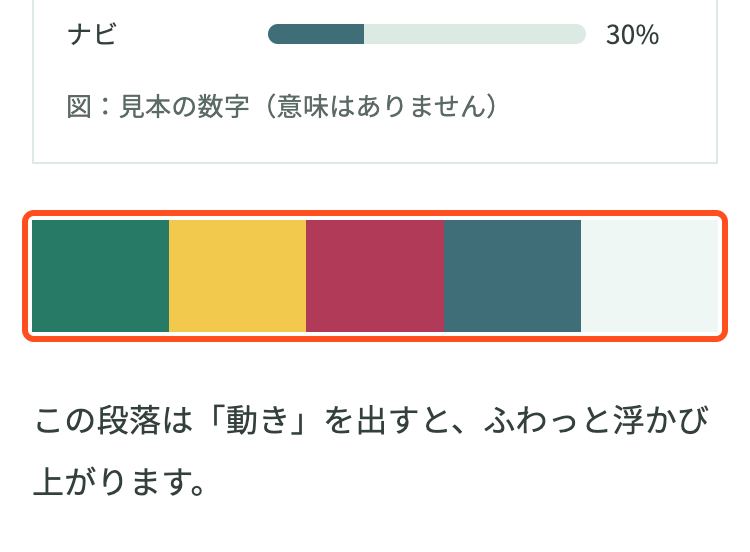 ナビ 30%
図：見本の数字（意味はありません）
この段落は「動き」を出すと、ふわっと浮かび
上がります。